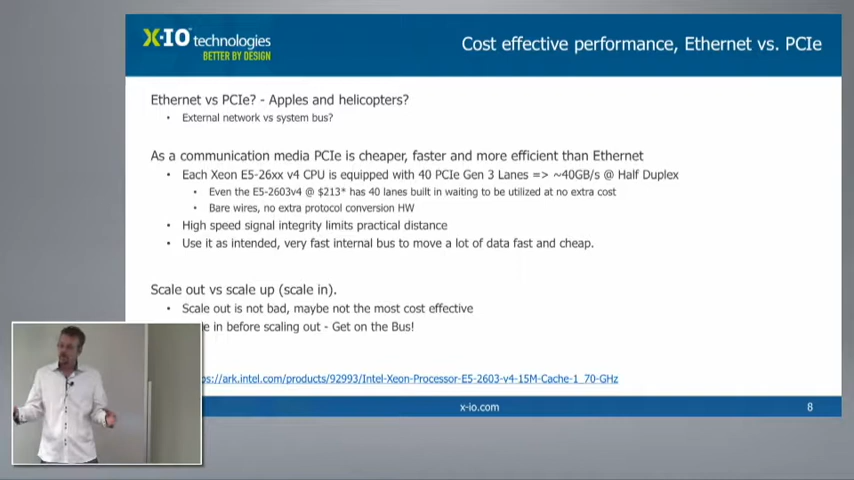 X-IO technologies
BETTER BY DESIGN
Cost effective performance, Ethernet vs. PCIe
Ethernet vs PCIe? - Apples and helicopters?
• External network vs system bus?
As a communication media PCIe is cheaper, faster and more efficient than Ethernet
• Each Xeon E5-26xx v4 CPU is equipped with 40 PCIe Gen 3 Lanes => ~40GB/s @ Half Duplex
• Even the E5-2603v4 @ $213* has 40 lanes built in waiting to be utilized at no extra cost
• Bare wires, no extra protocol conversion HW
• High speed signal integrity limits practical distance
• Use it as intended, very fast internal bus to move a lot of data fast and cheap.
Scale out vs scale up (scale in).
• Scale out is not bad, maybe not the most cost effective
in before scaling out - Get on the Bus!
ps://ark.intel.com/products/92993/Intel-Xeon-Processor-E5-2603-v4-15M-Cache-1_70-GHz
x-io.com
8